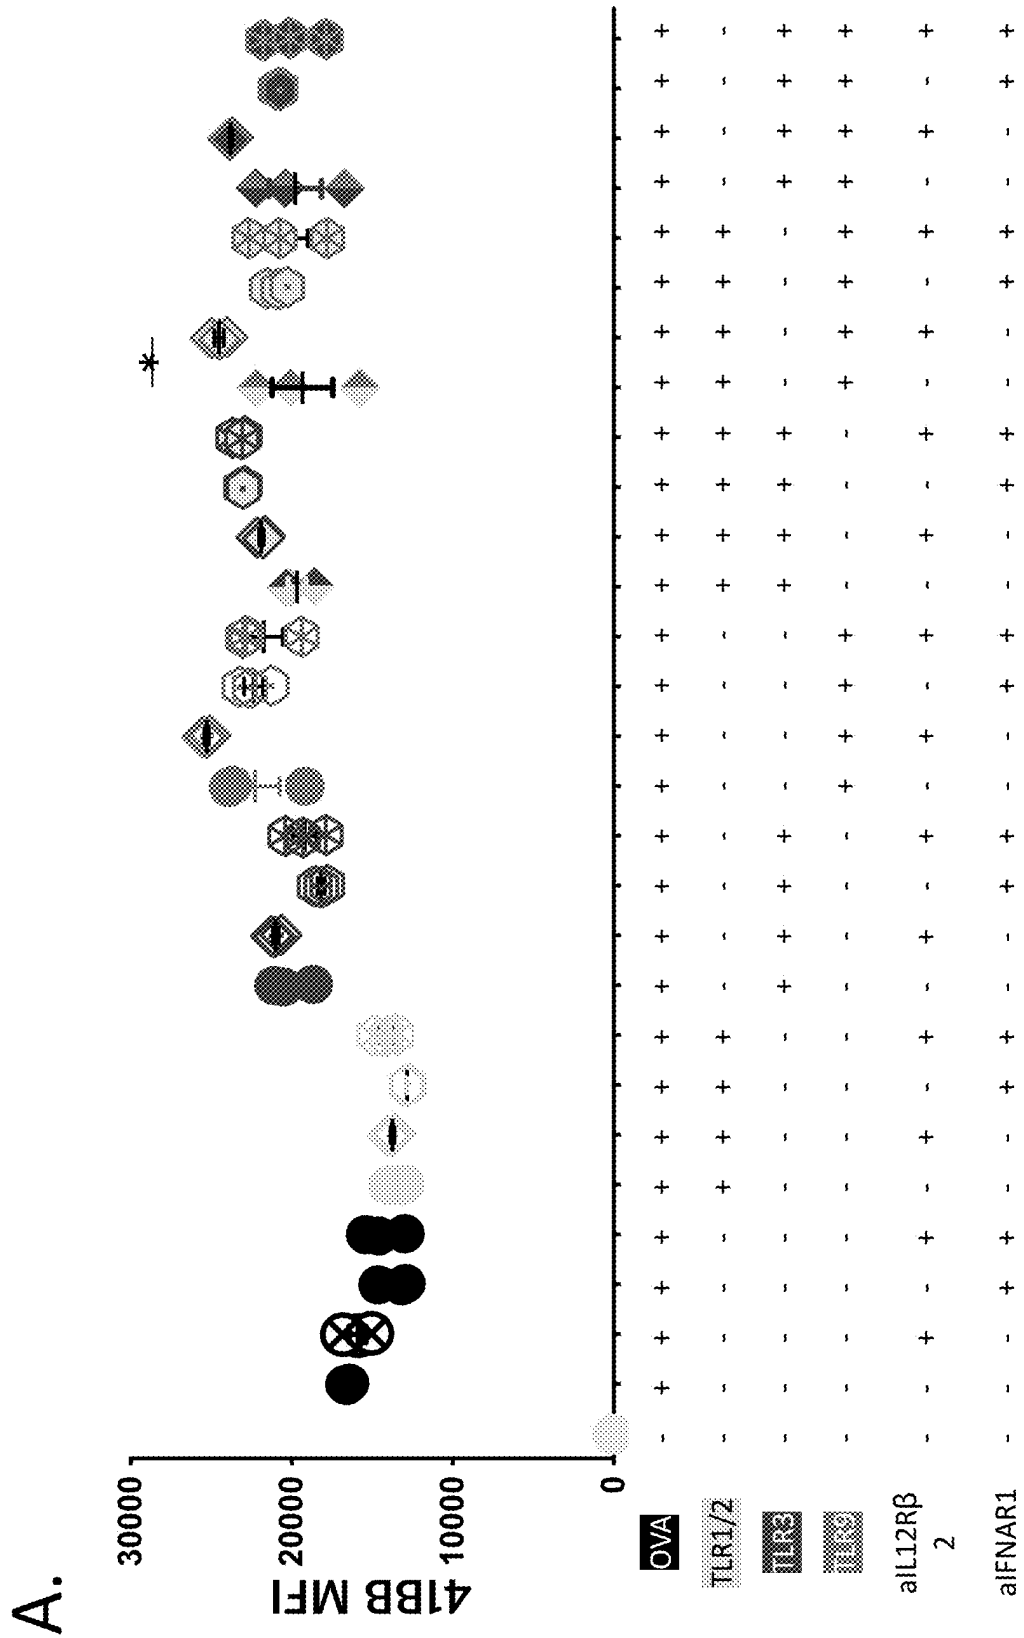 A.
41BB MFI
30000
20000
10000
0
*
OVA - + + + + + + + + + + + + + + + + + + + + + + + + + + + +
TLR1/2 - - - - - + + + + - - - - - - - - + + + + + + + + - - - -
TLR3 - - - - - - - - - + + + + - - - - + + + + - - - - + + + +
TLR9 - - - - - - - - - - - - - + + + + - - - - + + + + + + + +
aIL12Rβ - - + - + - + - + - + - + - + - + - + - + - + - + - + - +
2
aIFNAR1 - - - + + - - + + - - + + - - + + - - + + - - + + - - + +